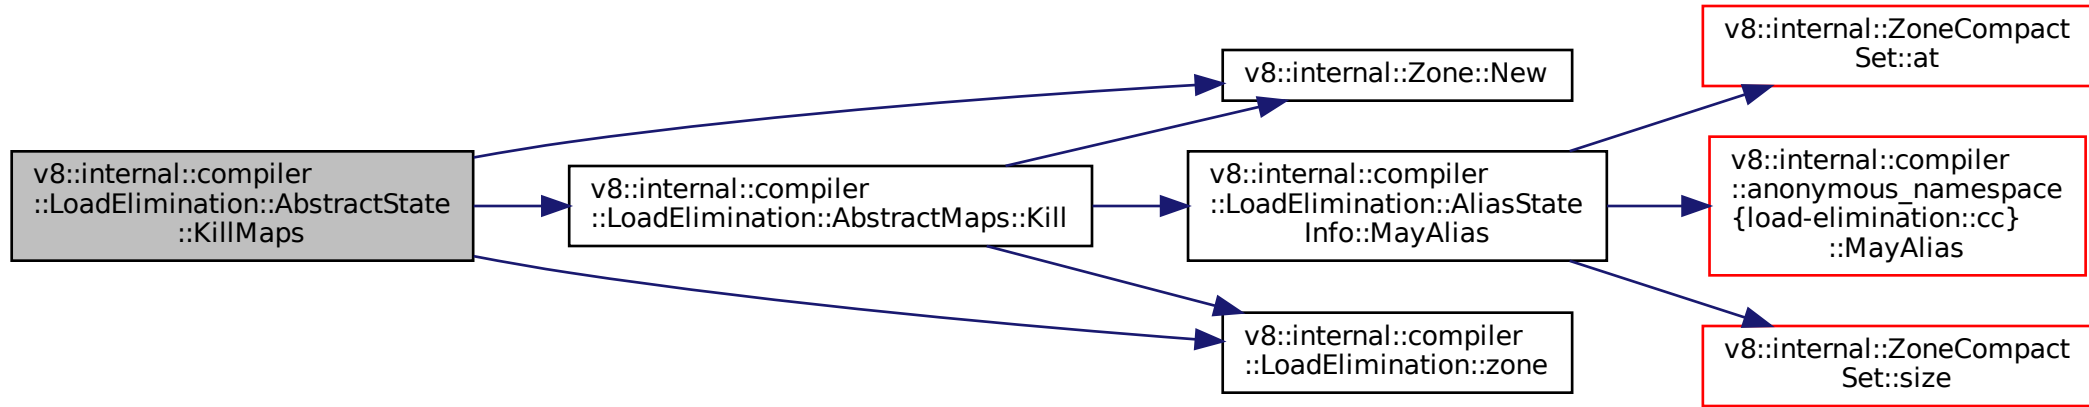 v8::internal::compiler
::LoadElimination::AbstractState
::KillMaps
v8::internal::Zone::New
v8::internal::compiler
::LoadElimination::AbstractMaps::Kill
v8::internal::compiler
::LoadElimination::zone
v8::internal::compiler
::LoadElimination::AliasState
Info::MayAlias
v8::internal::ZoneCompact
Set::at
v8::internal::compiler
::anonymous_namespace
{load-elimination::cc}
::MayAlias
v8::internal::ZoneCompact
Set::size